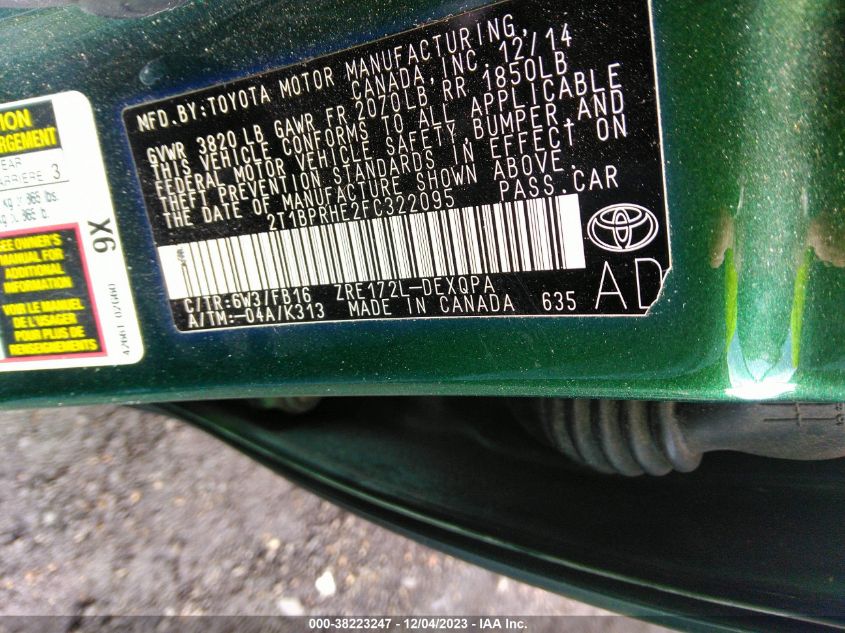 MFD. BY: TOYOTA MOTOR MANUFACTURING,
CANADA, INC. 12/14
GVWR 3820 LB GAWR FR 2070LB RR 1850LB
THIS VEHICLE CONFORMS TO ALL APPLICABLE
FEDERAL MOTOR VEHICLE SAFETY, BUMPER, AND
THEFT PREVENTION STANDARDS IN EFFECT ON
THE DATE OF MANUFACTURE SHOWN ABOVE.
2T1BPRHE2FC322095 PASS.CAR
C/TR:6W3/FB16 ZRE172L-DEXQPA
A/TM:-04A/K313 MADE IN CANADA 635
AD
ARRIERE 3
SEE OWNER'S
MANUAL FOR
ADDITIONAL
INFORMATION
VOIR LE MANUEL
DE L'USAGER
POUR PLUS DE
RENSEIGNEMENTS
9X
42661-02660
000-38223247 - 12/04/2023 - IAA Inc.